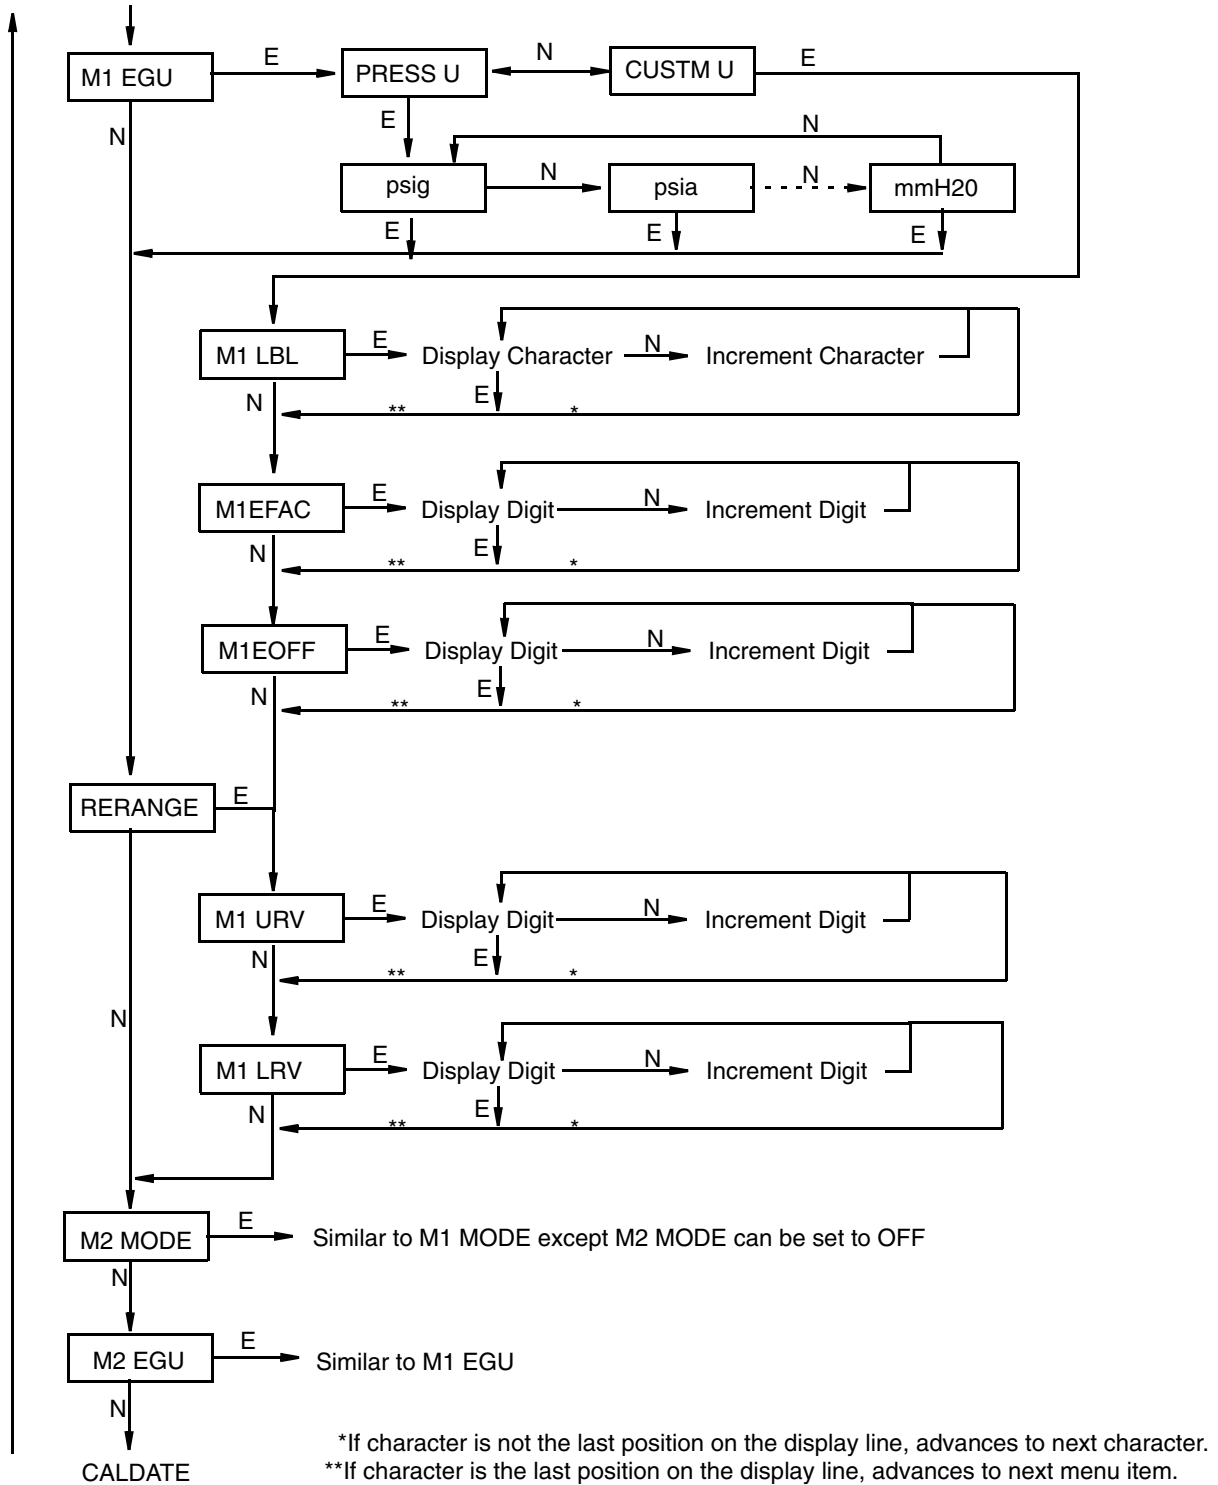 M1 EGU E PRESS U N CUSTM U E
N E N
psig N psia N mmH20
E E E
M1 LBL E Display Character N Increment Character
N E ** *
M1EFAC E Display Digit N Increment Digit
N E ** *
M1EOFF E Display Digit N Increment Digit
N E ** *
RERANGE E
M1 URV E Display Digit N Increment Digit
N E ** *
N
M1 LRV E Display Digit N Increment Digit
N E ** *
M2 MODE E Similar to M1 MODE except M2 MODE can be set to OFF
N
M2 EGU E Similar to M1 EGU
N
CALDATE
*If character is not the last position on the display line, advances to next character.
**If character is the last position on the display line, advances to next menu item.